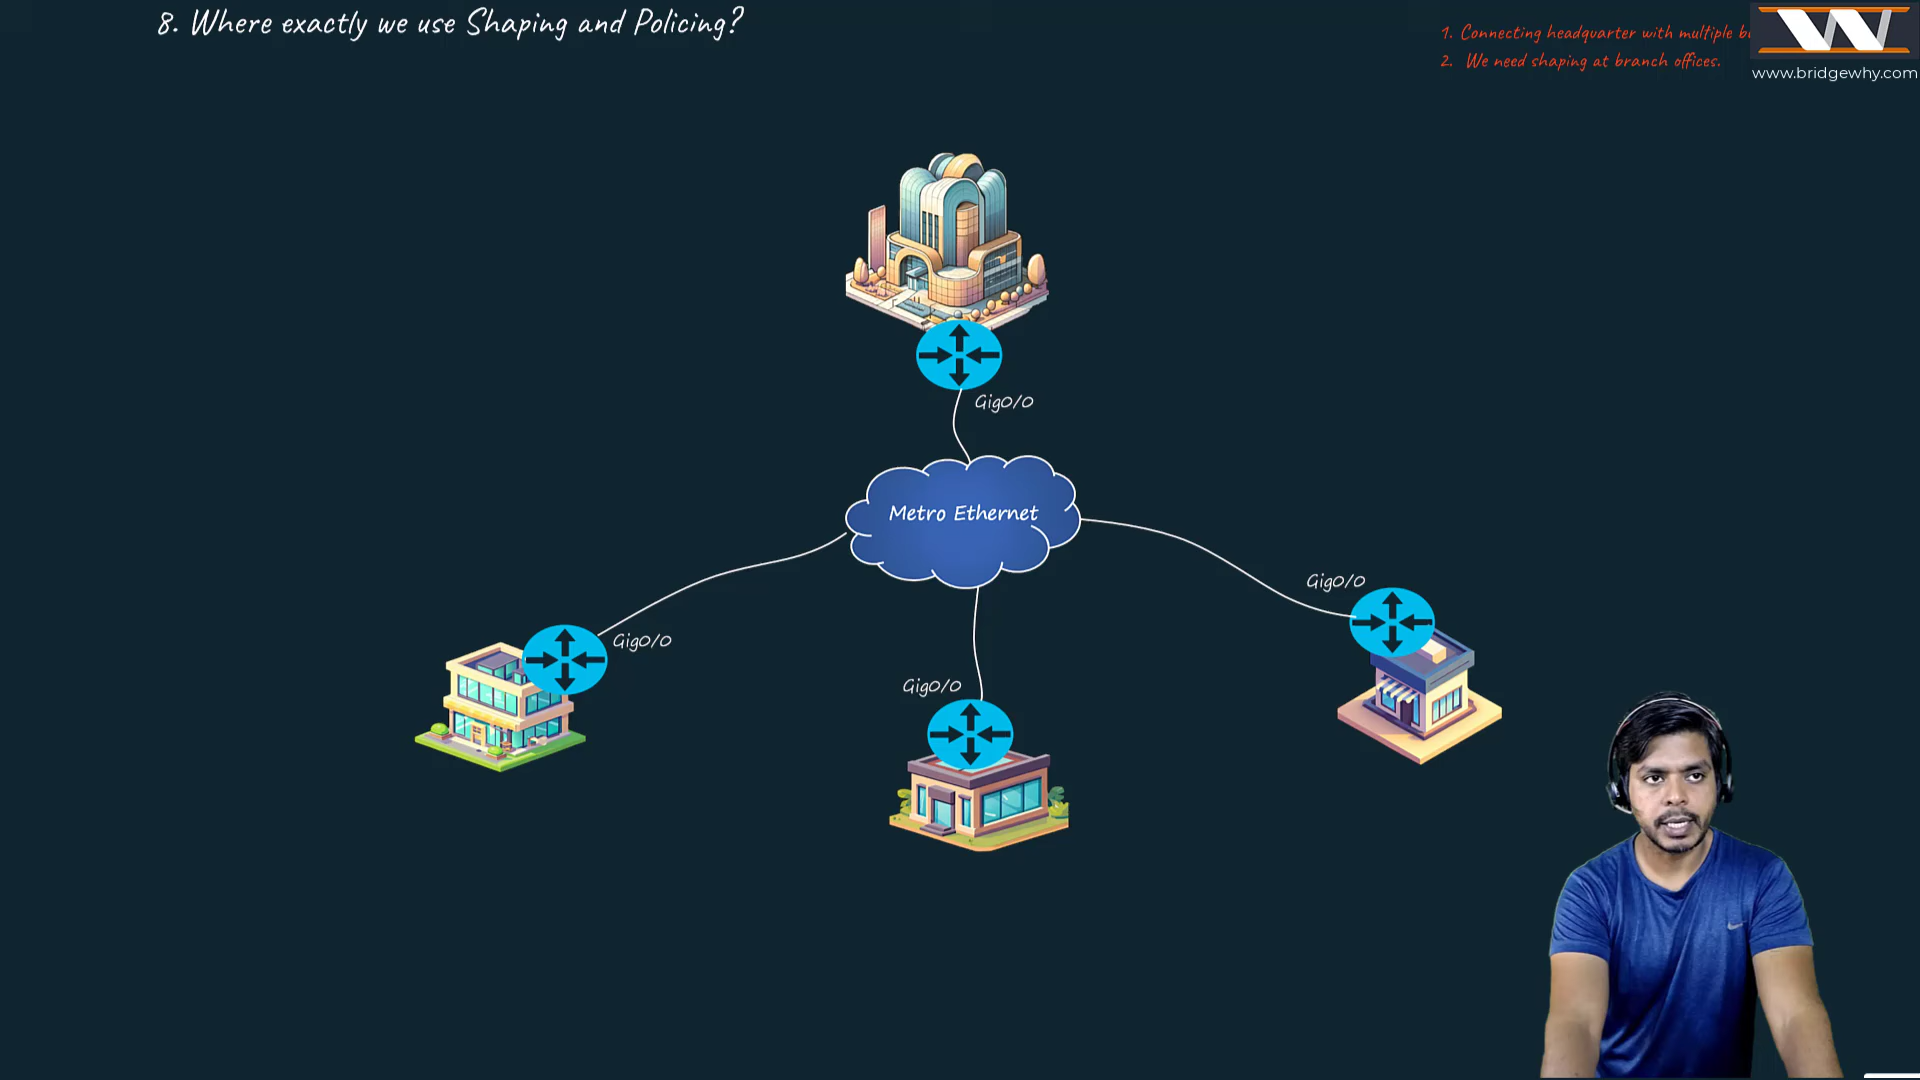 8. Where exactly we use Shaping and Policing?
1. Connecting headquarter with multiple
2. We need shaping at branch offices.
www.bridgewhy.com
Gig0/0
Metro Ethernet
Gig0/0
Gig0/0
Gig0/0